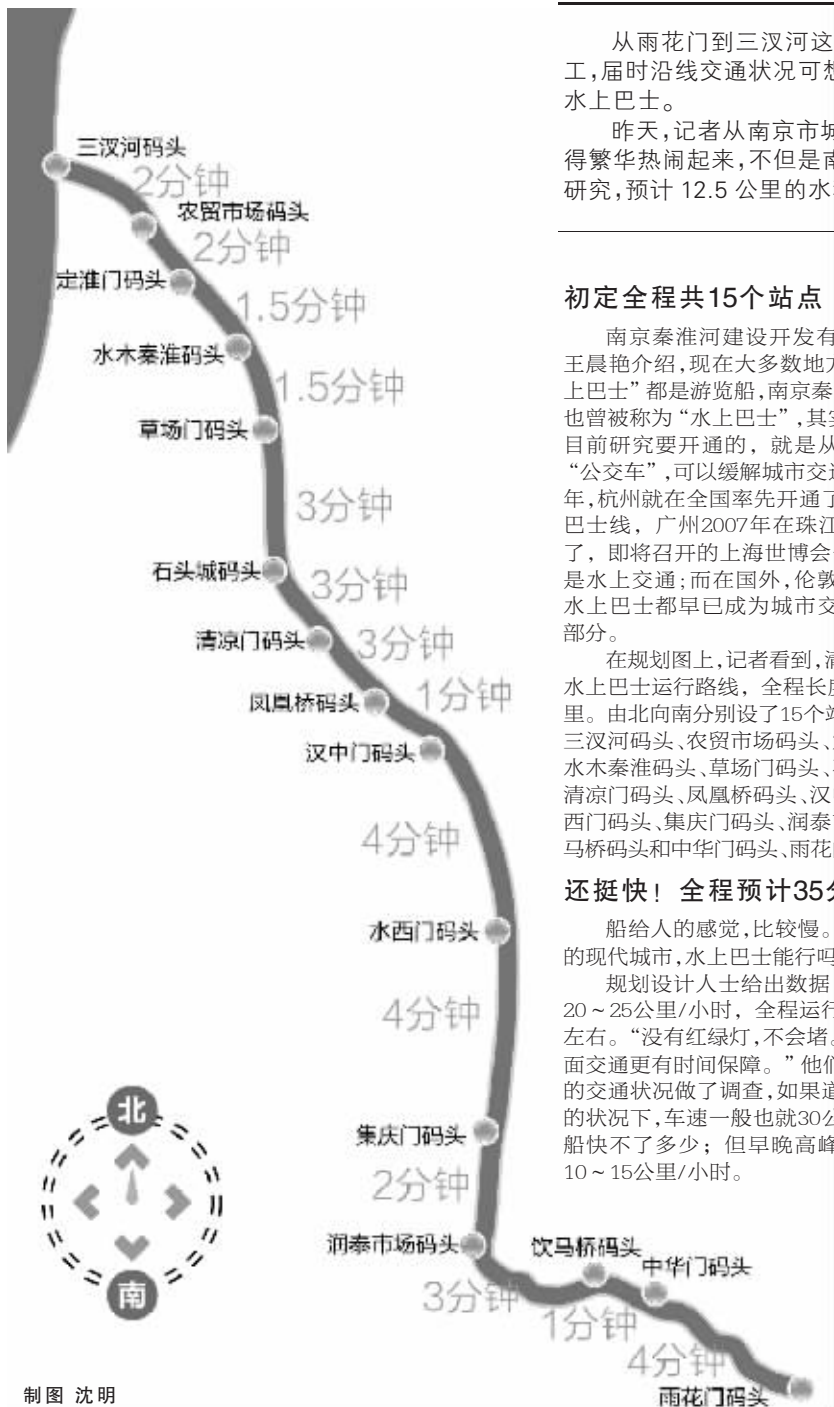 三汊河码头
2分钟
农贸市场码头
2分钟
定淮门码头
1.5分钟
水木秦淮码头
1.5分钟
草场门码头
3分钟
石头城码头
3分钟
清凉门码头
3分钟
凤凰桥码头
1分钟
汉中门码头
4分钟
水西门码头
4分钟
集庆门码头
2分钟
润泰市场码头
3分钟
饮马桥码头
1分钟
中华门码头
4分钟
雨花门码头
北
南
制图 沈明
从雨花门到三汊河这
工,届时沿线交通状况可想
水上巴士。
昨天,记者从南京市城
得繁华热闹起来,不但是南
研究,预计 12.5 公里的水
初定全程共15个站点
南京秦淮河建设开发有
王晨艳介绍,现在大多数地方
上巴士”都是游览船,南京秦
也曾被称为“水上巴士”,其实
目前研究要开通的，就是从
“公交车”,可以缓解城市交通
年,杭州就在全国率先开通了
巴士线，广州2007年在珠江
了，即将召开的上海世博会
是水上交通;而在国外,伦敦
水上巴士都早已成为城市交
部分。
在规划图上,记者看到,清
水上巴士运行路线，全程长度
里。由北向南分别设了15个站
三汊河码头、农贸市场码头、
水木秦淮码头、草场门码头、
清凉门码头、凤凰桥码头、汉
西门码头、集庆门码头、润泰
马桥码头和中华门码头、雨花
还挺快！全程预计35分
船给人的感觉,比较慢。
的现代城市,水上巴士能行吗
规划设计人士给出数据
20～25公里/小时，全程运行
左右。“没有红绿灯,不会堵。
面交通更有时间保障。”他们
的交通状况做了调查,如果道
的状况下,车速一般也就30公
船快不了多少；但早晚高峰
10～15公里/小时。